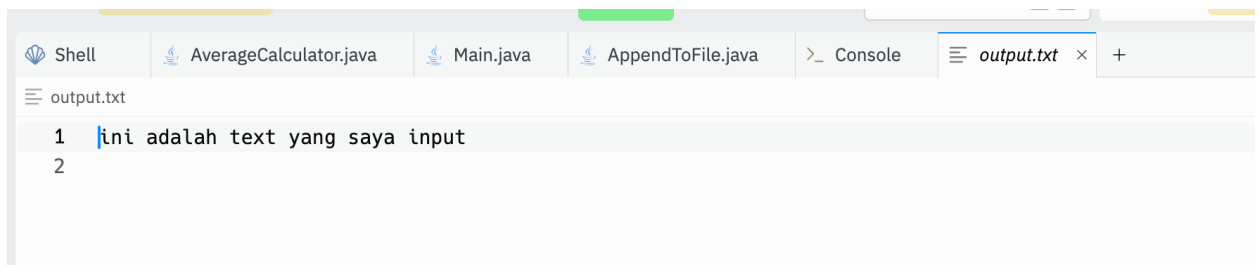 Shell AverageCalculator.java Main.java AppendToFile.java >_ Console output.txt × +
output.txt
1 ini adalah text yang saya input
2